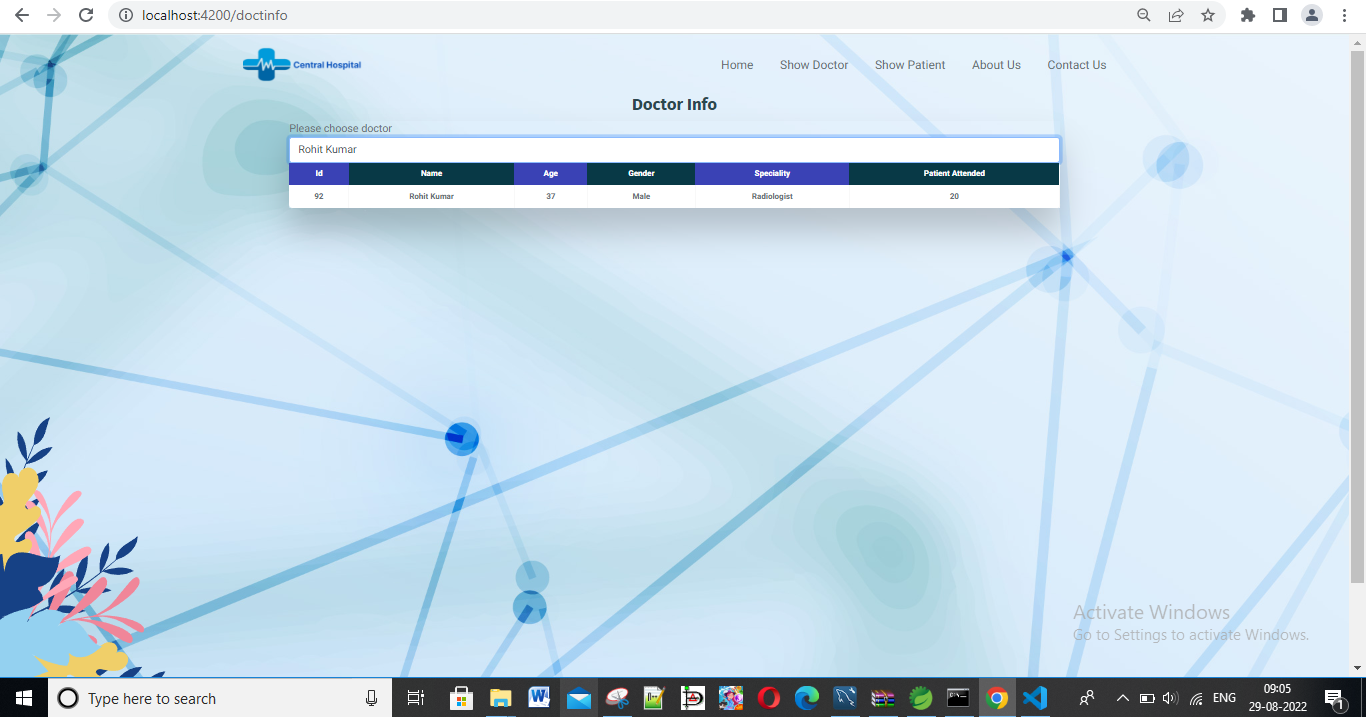 localhost:4200/doctinfo
Central Hospital
Home Show Doctor Show Patient About Us Contact Us
Doctor Info
Please choose doctor
Rohit Kumar
Id Name Age Gender Speciality Patient Attended
92 Rohit Kumar 37 Male Radiologist 20
Activate Windows
Go to Settings to activate Windows.
Type here to search
ENG
09:05
29-08-2022
1